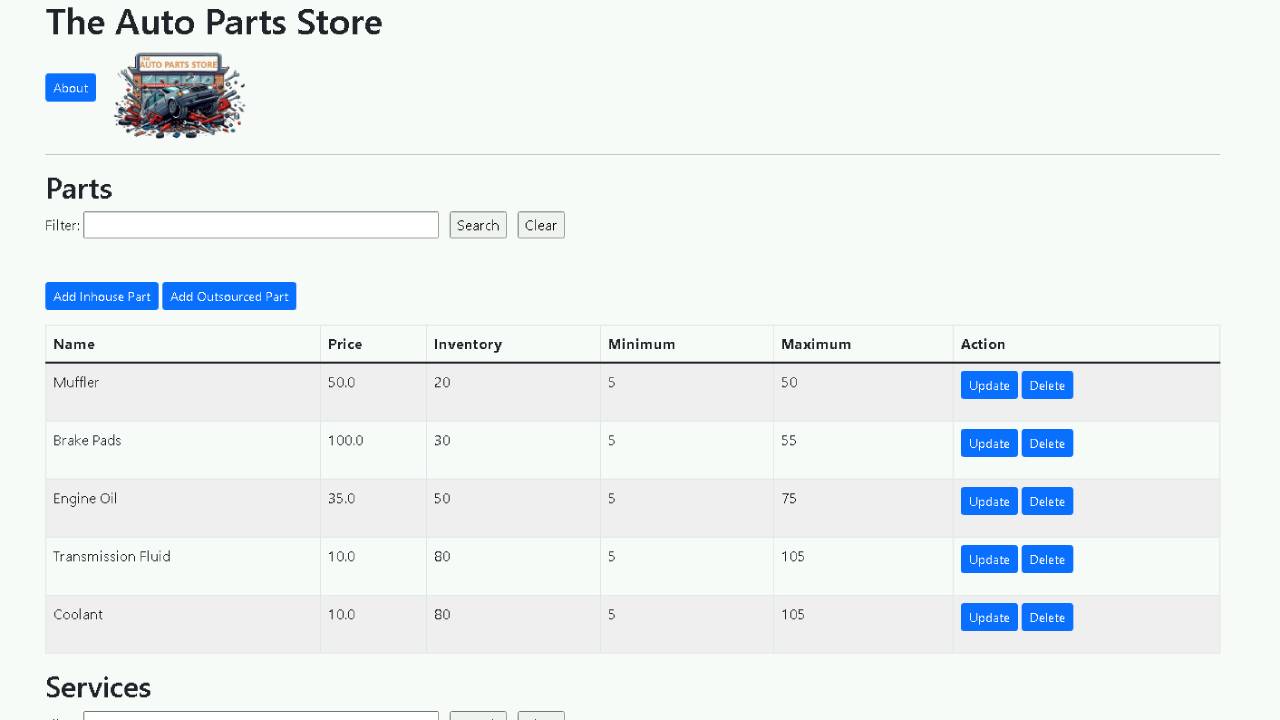 The Auto Parts Store
About
AUTO PARTS STORE
Parts
Filter: Search Clear
Add Inhouse Part Add Outsourced Part
Name Price Inventory Minimum Maximum Action
Muffler 50.0 20 5 50 Update Delete
Brake Pads 100.0 30 5 55 Update Delete
Engine Oil 35.0 50 5 75 Update Delete
Transmission Fluid 10.0 80 5 105 Update Delete
Coolant 10.0 80 5 105 Update Delete
Services